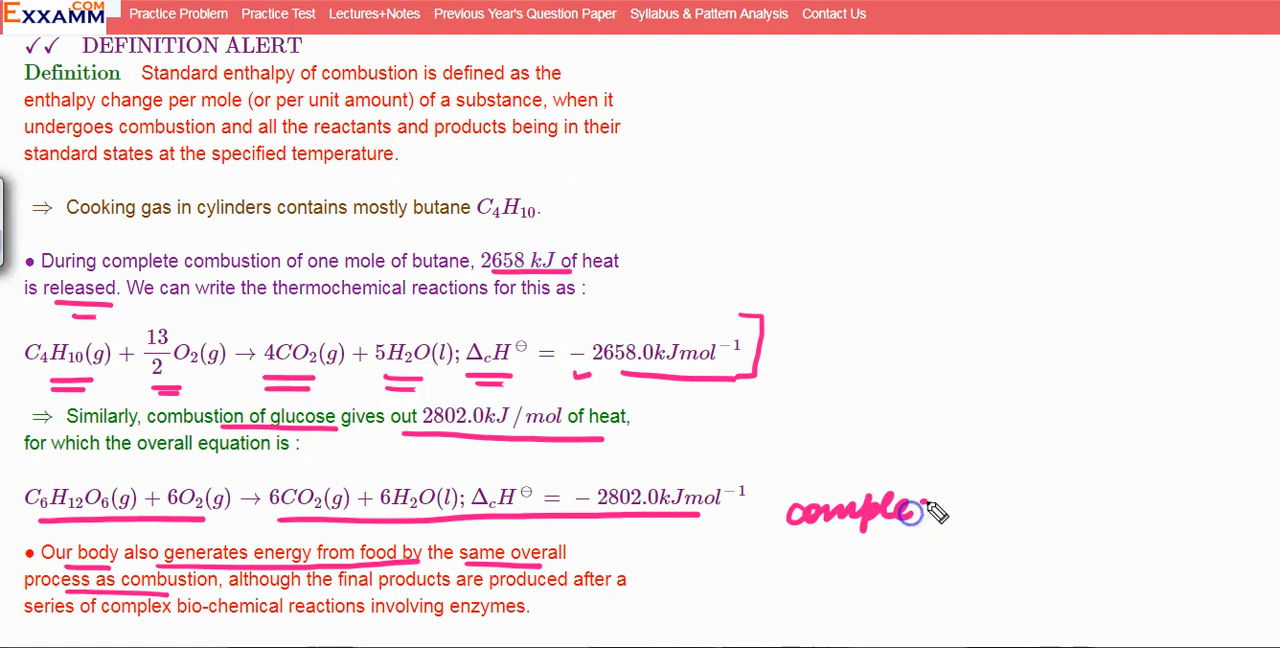 EXXAMM.COM Practice Problem Practice Test Lectures+Notes Previous Year's Question Paper Syllabus & Pattern Analysis Contact Us
✓✓ DEFINITION ALERT
Definition Standard enthalpy of combustion is defined as the
enthalpy change per mole (or per unit amount) of a substance, when it
undergoes combustion and all the reactants and products being in their
standard states at the specified temperature.
⇒ Cooking gas in cylinders contains mostly butane C₄H₁₀.
● During complete combustion of one mole of butane, 2658 kJ of heat
is released. We can write the thermochemical reactions for this as :
C₄H₁₀(g) + 13/2 O₂(g) → 4CO₂(g) + 5H₂O(l); Δ_cH^⊖ = − 2658.0kJmol⁻¹
⇒ Similarly, combustion of glucose gives out 2802.0kJ/mol of heat,
for which the overall equation is :
C₆H₁₂O₆(g) + 6O₂(g) → 6CO₂(g) + 6H₂O(l); Δ_cH^⊖ = − 2802.0kJmol⁻¹
comple
● Our body also generates energy from food by the same overall
process as combustion, although the final products are produced after a
series of complex bio-chemical reactions involving enzymes.